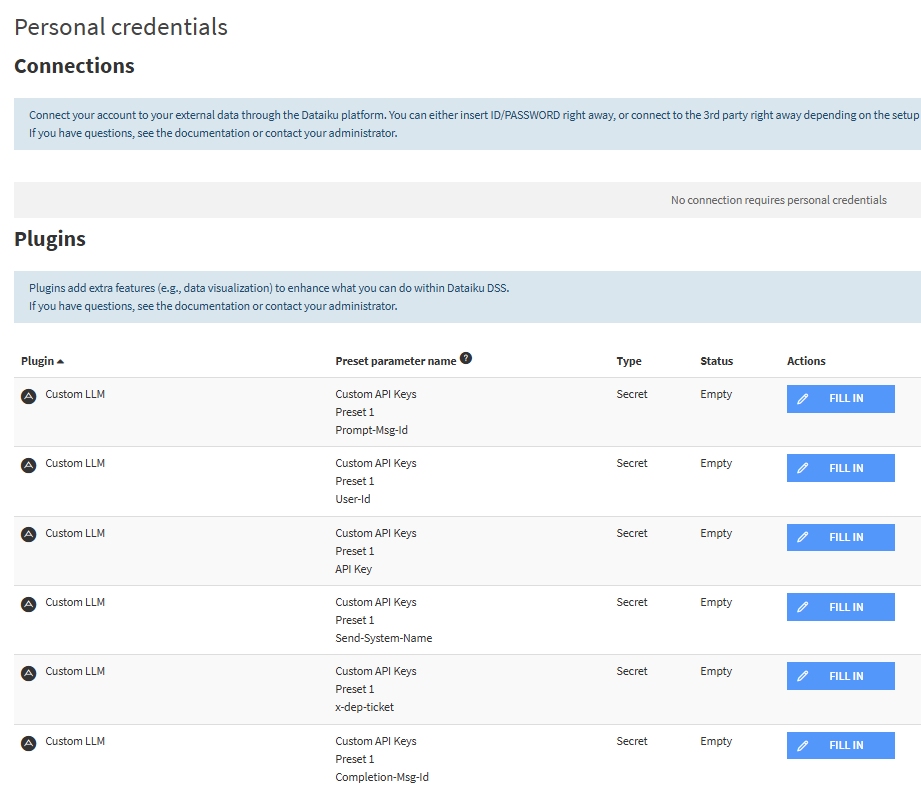 Personal credentials
Connections
Connect your account to your external data through the Dataiku platform. You can either insert ID/PASSWORD right away, or connect to the 3rd party right away depending on the setup
If you have questions, see the documentation or contact your administrator.
No connection requires personal credentials
Plugins
Plugins add extra features (e.g., data visualization) to enhance what you can do within Dataiku DSS.
If you have questions, see the documentation or contact your administrator.
Plugin Preset parameter name ? Type Status Actions
Custom LLM Custom API Keys Secret Empty FILL IN
Preset 1
Prompt-Msg-Id
Custom LLM Custom API Keys Secret Empty FILL IN
Preset 1
User-Id
Custom LLM Custom API Keys Secret Empty FILL IN
Preset 1
API Key
Custom LLM Custom API Keys Secret Empty FILL IN
Preset 1
Send-System-Name
Custom LLM Custom API Keys Secret Empty FILL IN
Preset 1
x-dep-ticket
Custom LLM Custom API Keys Secret Empty FILL IN
Preset 1
Completion-Msg-Id